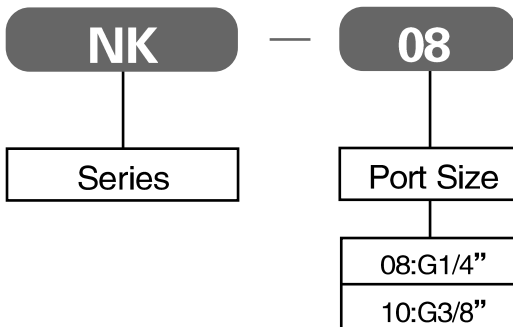 NK — 08
Series
Port Size
08:G1/4”
10:G3/8”